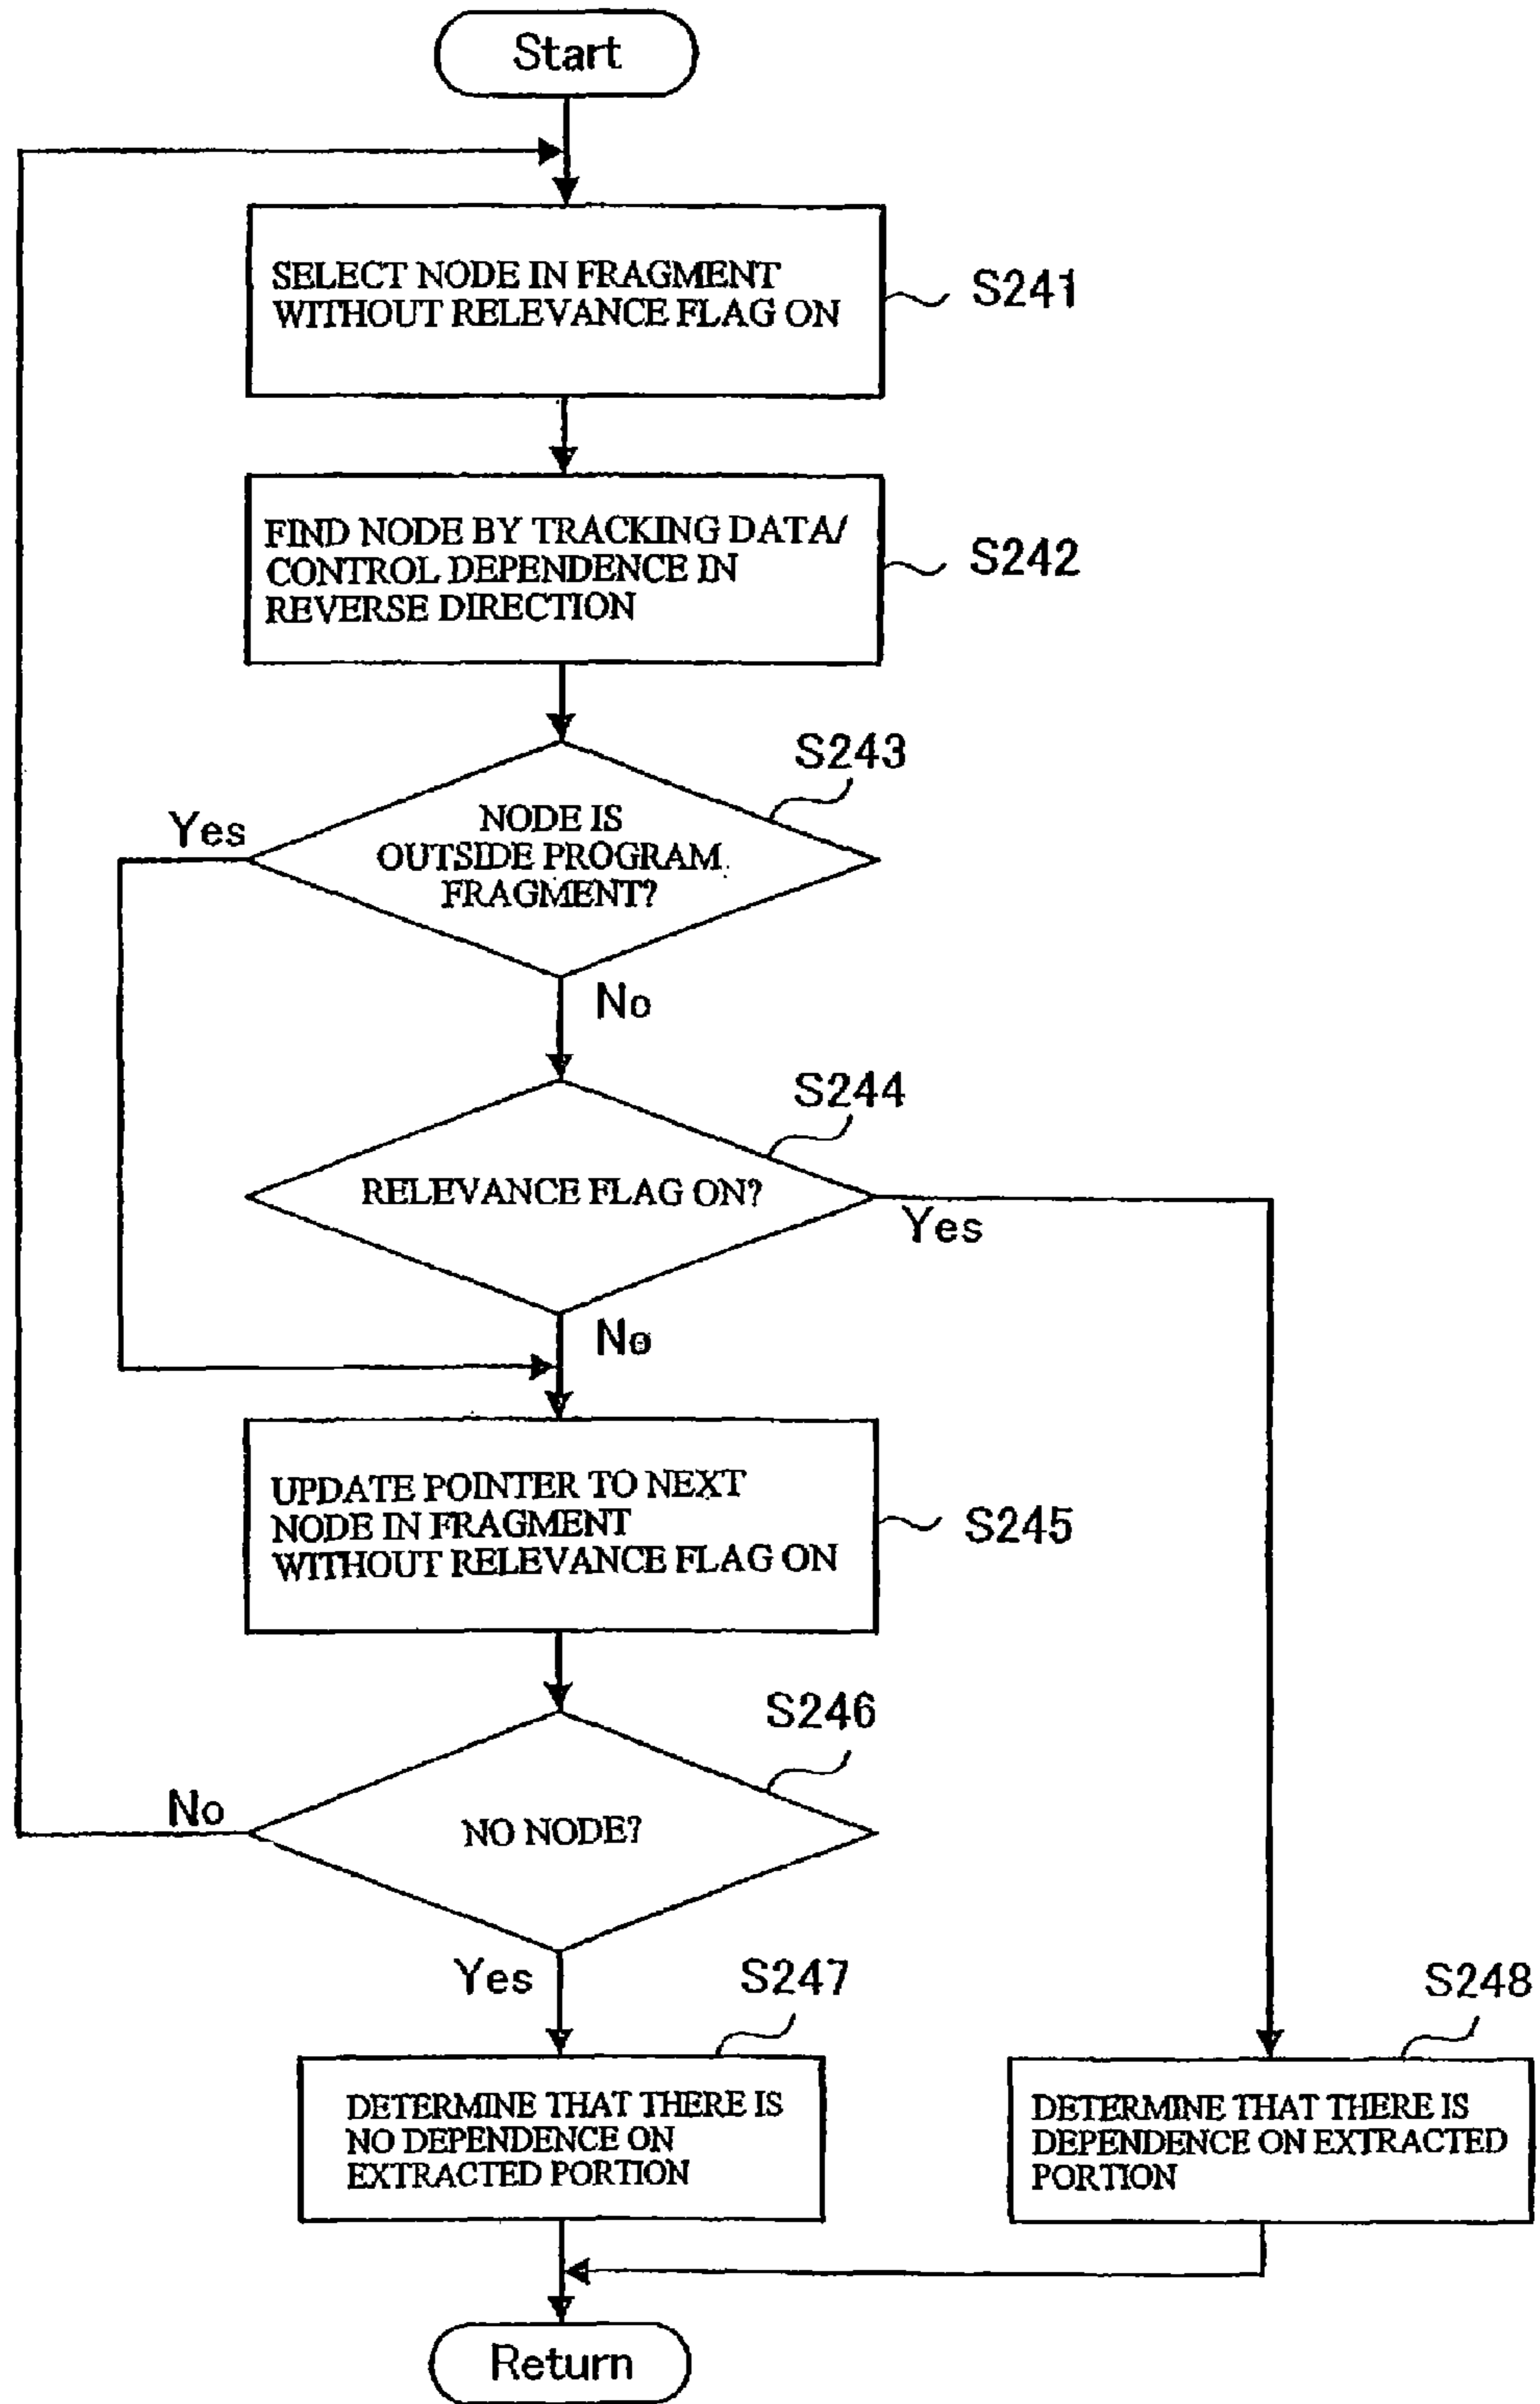 Start
SELECT NODE IN FRAGMENT
WITHOUT RELEVANCE FLAG ON
S241
FIND NODE BY TRACKING DATA/
CONTROL DEPENDENCE IN
REVERSE DIRECTION
S242
S243
Yes
NODE IS
OUTSIDE PROGRAM
FRAGMENT?
No
S244
RELEVANCE FLAG ON?
Yes
No
UPDATE POINTER TO NEXT
NODE IN FRAGMENT
WITHOUT RELEVANCE FLAG ON
S245
S246
No
NO NODE?
Yes
S247
S248
DETERMINE THAT THERE IS
NO DEPENDENCE ON
EXTRACTED PORTION
DETERMINE THAT THERE IS
DEPENDENCE ON EXTRACTED
PORTION
Return